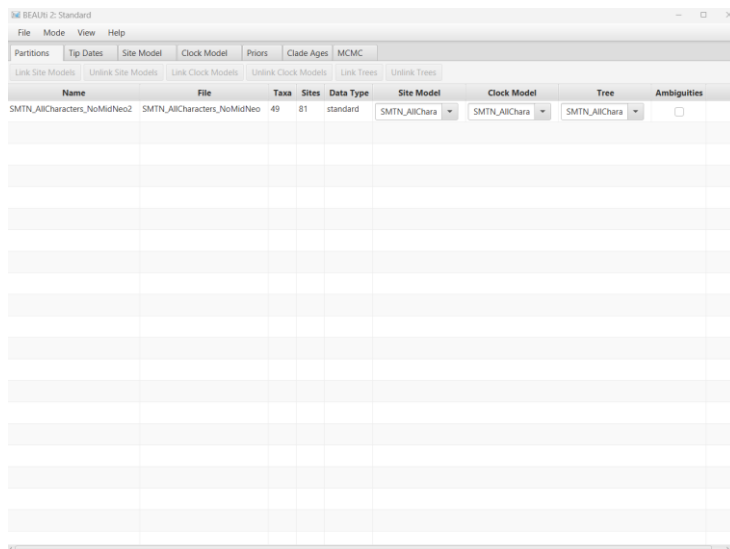 BEAUti 2: Standard
File Mode View Help
Partitions Tip Dates Site Model Clock Model Priors Clade Ages MCMC
Link Site Models Unlink Site Models Link Clock Models Unlink Clock Models Link Trees Unlink Trees
Name File Taxa Sites Data Type Site Model Clock Model Tree Ambiguities
SMTN_AllCharacters_NoMidNeo2 SMTN_AllCharacters_NoMidNeo 49 81 standard SMTN_AllChara SMTN_AllChara SMTN_AllChara